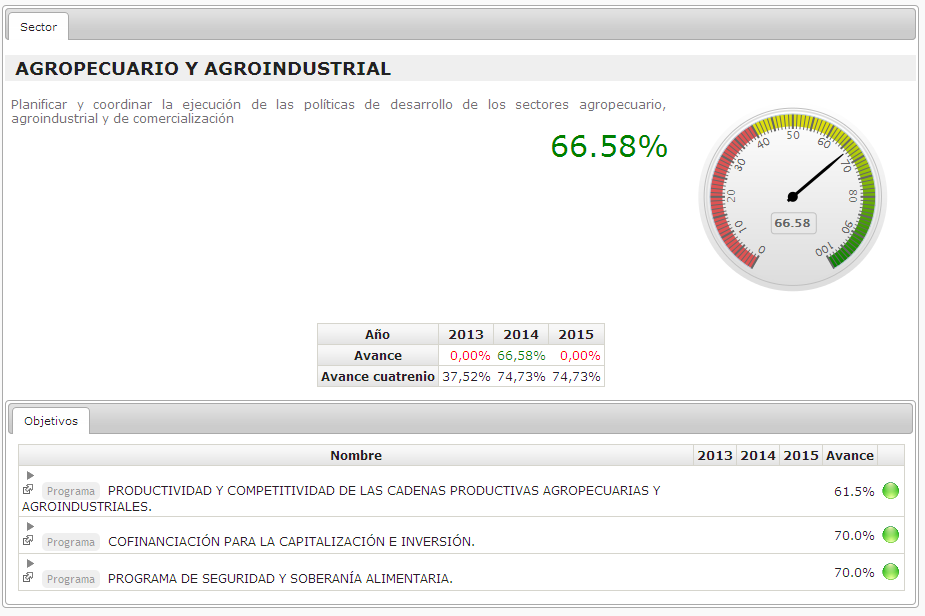 Sector
AGROPECUARIO Y AGROINDUSTRIAL
Planificar y coordinar la ejecución de las políticas de desarrollo de los sectores agropecuario,
agroindustrial y de comercialización
66.58%
0 10 20 30 40 50 60 70 80 90 100
66.58
Año 2013 2014 2015
Avance 0,00% 66,58% 0,00%
Avance cuatrenio 37,52% 74,73% 74,73%
Objetivos
Nombre 2013 2014 2015 Avance
Programa PRODUCTIVIDAD Y COMPETITIVIDAD DE LAS CADENAS PRODUCTIVAS AGROPECUARIAS Y 61.5%
AGROINDUSTRIALES.
Programa COFINANCIACIÓN PARA LA CAPITALIZACIÓN E INVERSIÓN. 70.0%
Programa PROGRAMA DE SEGURIDAD Y SOBERANÍA ALIMENTARIA. 70.0%